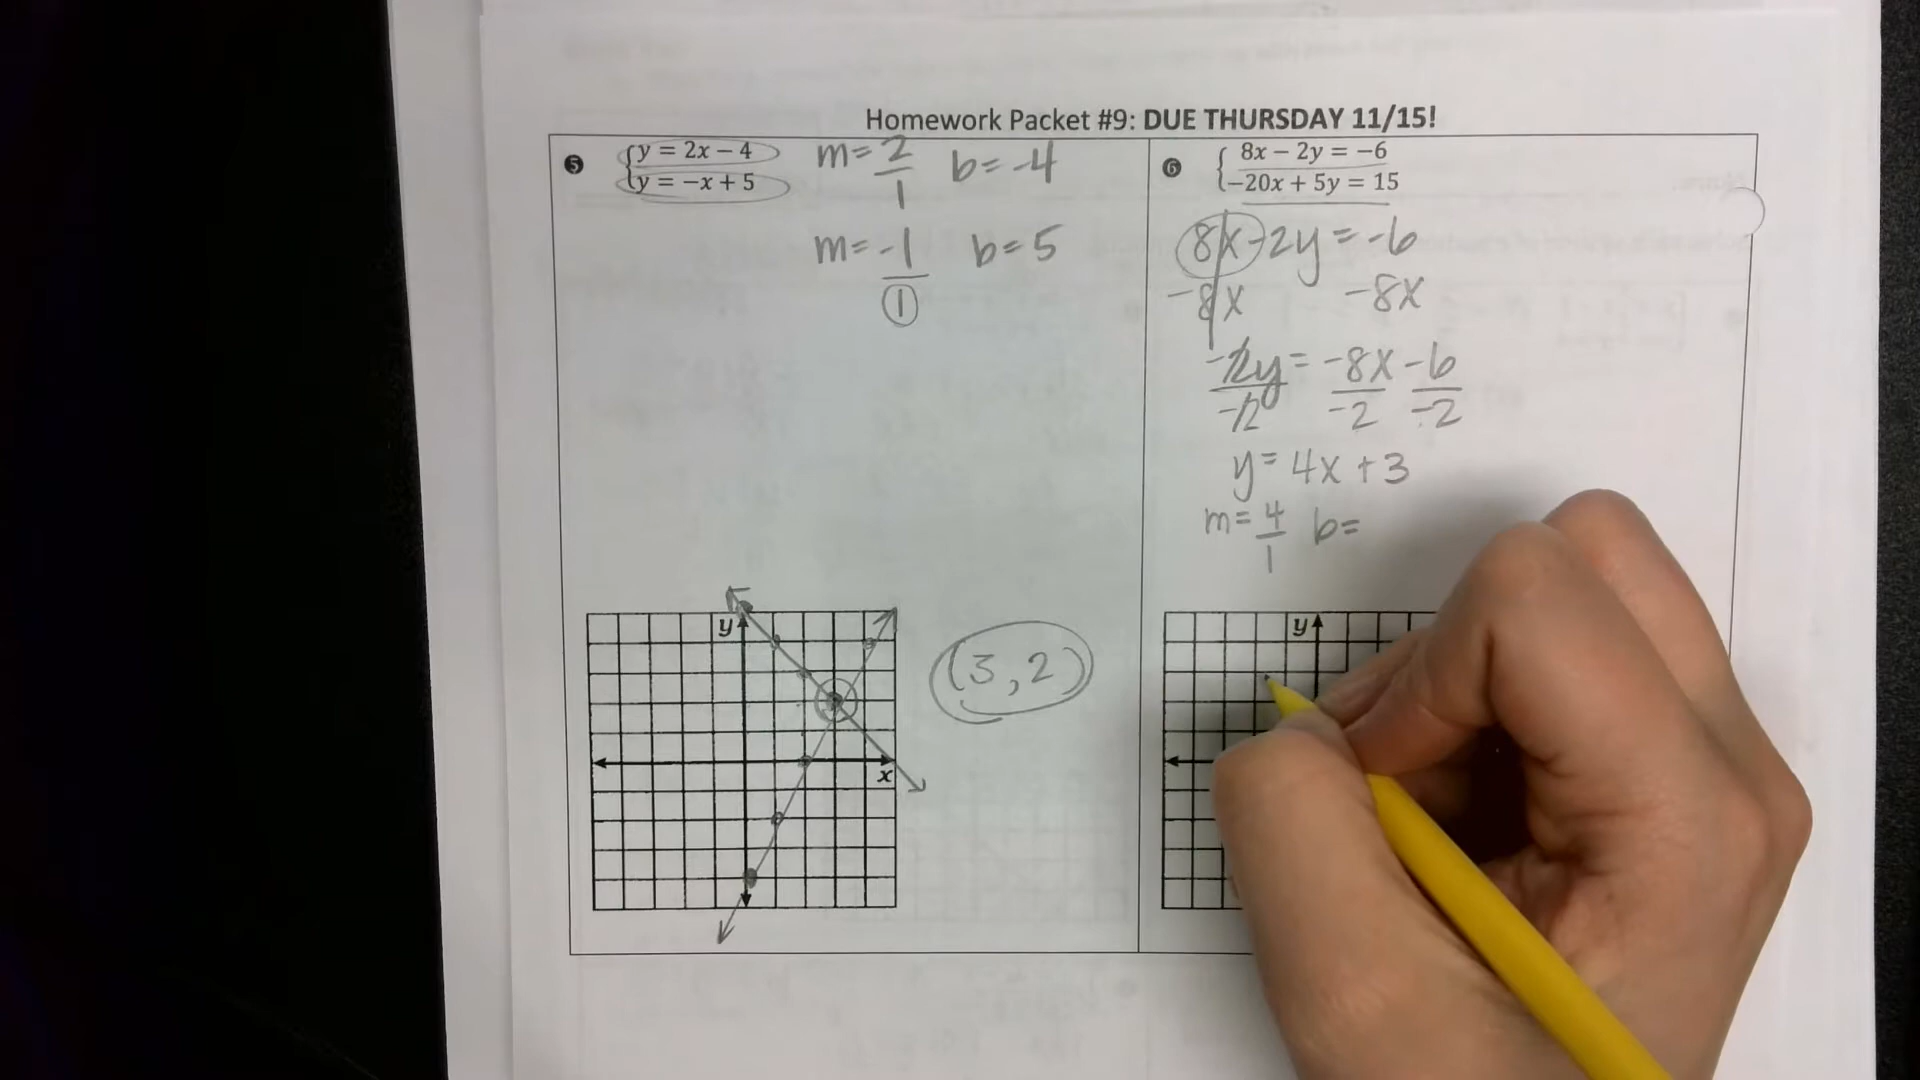 Homework Packet #9: DUE THURSDAY 11/15!
❺ { y = 2x − 4
y = −x + 5
m = 2/1 b = -4
m = -1/1 b = 5
y
x
(3, 2)
❻ { 8x − 2y = −6
−20x + 5y = 15
8x - 2y = -6
-8x -8x
-2y = -8x - 6
-2 -2 -2
y = 4x + 3
m = 4/1 b =
y